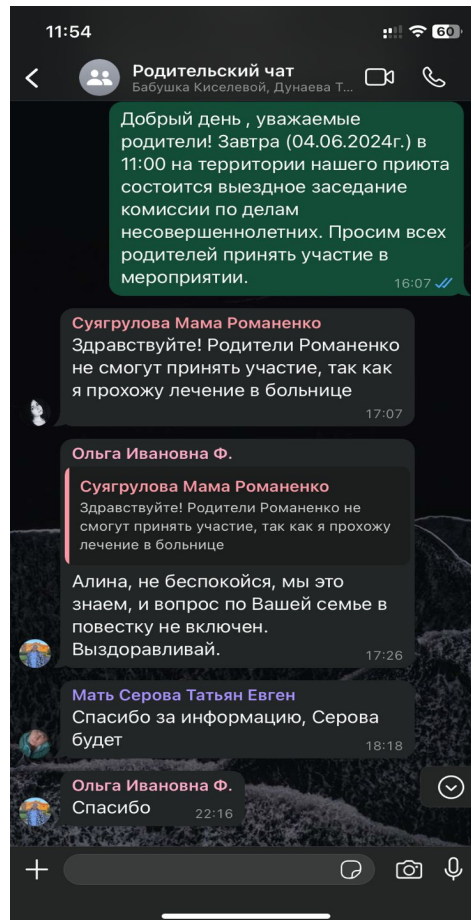 11:54
60
Родительский чат
Бабушка Киселевой, Дунаева Т...
Добрый день , уважаемые
родители! Завтра (04.06.2024г.) в
11:00 на территории нашего приюта
состоится выездное заседание
комиссии по делам
несовершеннолетних. Просим всех
родителей принять участие в
мероприятии.
16:07
Суягрулова Мама Романенко
Здравствуйте! Родители Романенко
не смогут принять участие, так как
я прохожу лечение в больнице
17:07
Ольга Ивановна Ф.
Суягрулова Мама Романенко
Здравствуйте! Родители Романенко не
смогут принять участие, так как я прохожу
лечение в больнице
Алина, не беспокойся, мы это
знаем, и вопрос по Вашей семье в
повестку не включен.
Выздоравливай.
17:26
Мать Серова Татьян Евген
Спасибо за информацию, Серова
будет
18:18
Ольга Ивановна Ф.
Спасибо
22:16